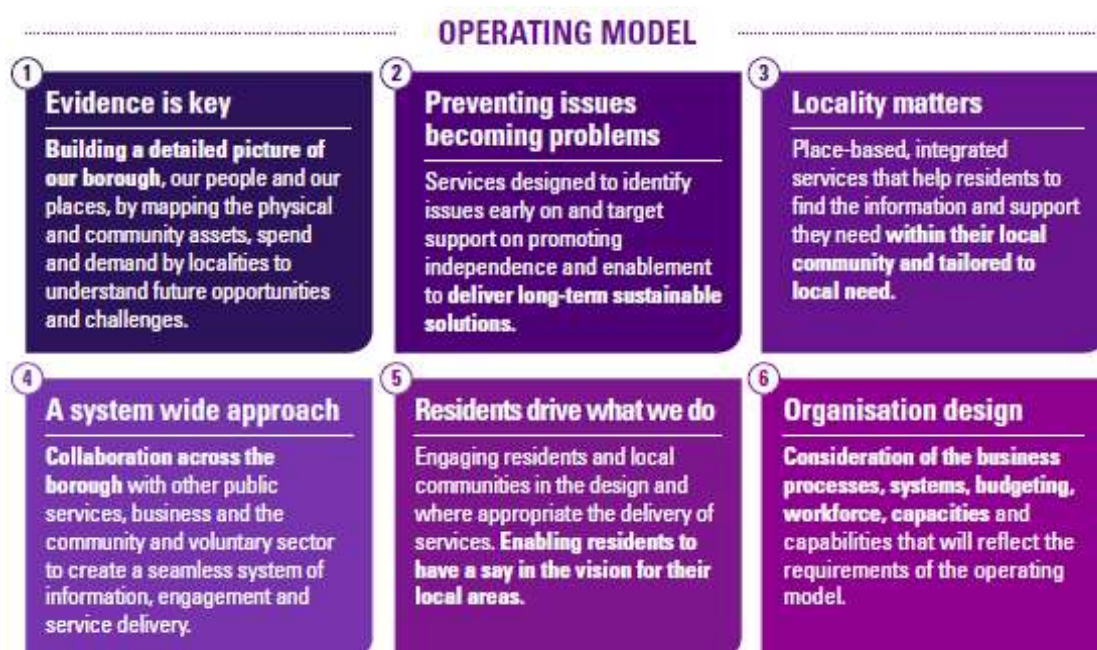 OPERATING MODEL
1
Evidence is key
Building a detailed picture of
our borough, our people and our
places, by mapping the physical
and community assets, spend
and demand by localities to
understand future opportunities
and challenges.
2
Preventing issues
becoming problems
Services designed to identify
issues early on and target
support on promoting
independence and enablement
to deliver long-term sustainable
solutions.
3
Locality matters
Place-based, integrated
services that help residents to
find the information and support
they need within their local
community and tailored to
local need.
4
A system wide approach
Collaboration across the
borough with other public
services, business and the
community and voluntary sector
to create a seamless system of
information, engagement and
service delivery.
5
Residents drive what we do
Engaging residents and local
communities in the design and
where appropriate the delivery of
services. Enabling residents to
have a say in the vision for their
local areas.
6
Organisation design
Consideration of the business
processes, systems, budgeting,
workforce, capacities and
capabilities that will reflect the
requirements of the operating
model.